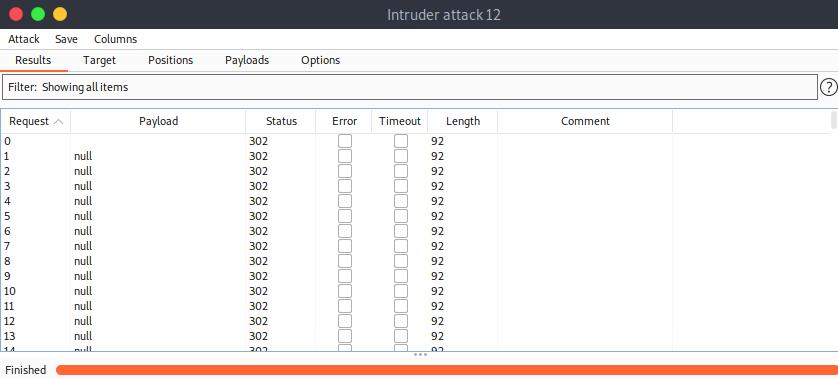 Intruder attack 12
Attack Save Columns
Results Target Positions Payloads Options
Filter: Showing all items ?
Request Payload Status Error Timeout Length Comment
0 302 92
1 null 302 92
2 null 302 92
3 null 302 92
4 null 302 92
5 null 302 92
6 null 302 92
7 null 302 92
8 null 302 92
9 null 302 92
10 null 302 92
11 null 302 92
12 null 302 92
13 null 302 92
14 null 302 92
Finished